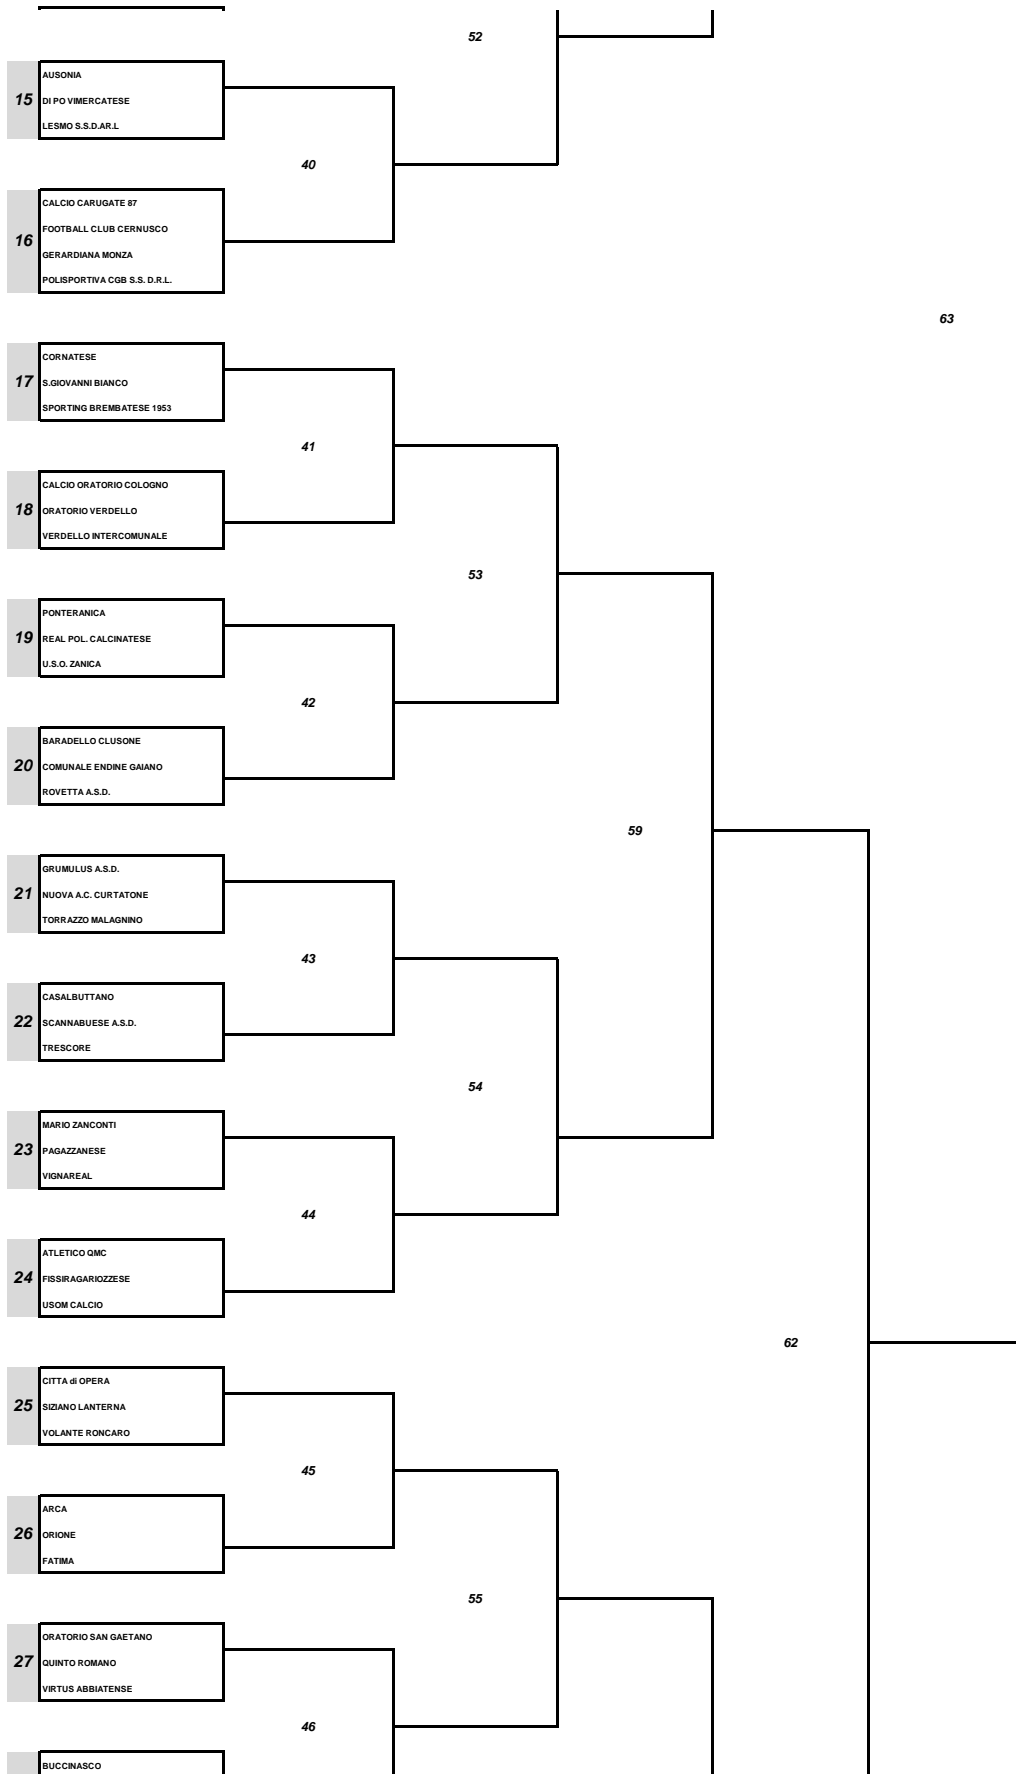 52
15
AUSONIA
DI PO VIMERCATESE
LESMO S.S.D.AR.L
40
16
CALCIO CARUGATE 87
FOOTBALL CLUB CERNUSCO
GERARDIANA MONZA
POLISPORTIVA CGB S.S. D.R.L.
63
17
CORNATESE
S.GIOVANNI BIANCO
SPORTING BREMBATESE 1953
41
18
CALCIO ORATORIO COLOGNO
ORATORIO VERDELLO
VERDELLO INTERCOMUNALE
53
19
PONTERANICA
REAL POL. CALCINATESE
U.S.O. ZANICA
42
20
BARADELLO CLUSONE
COMUNALE ENDINE GAIANO
ROVETTA A.S.D.
59
21
GRUMULUS A.S.D.
NUOVA A.C. CURTATONE
TORRAZZO MALAGNINO
43
22
CASALBUTTANO
SCANNABUESE A.S.D.
TRESCORE
54
23
MARIO ZANCONTI
PAGAZZANESE
VIGNAREAL
44
24
ATLETICO QMC
FISSIRAGARIOZZESE
USOM CALCIO
62
25
CITTA di OPERA
SIZIANO LANTERNA
VOLANTE RONCARO
45
26
ARCA
ORIONE
FATIMA
55
27
ORATORIO SAN GAETANO
QUINTO ROMANO
VIRTUS ABBIATENSE
46
BUCCINASCO